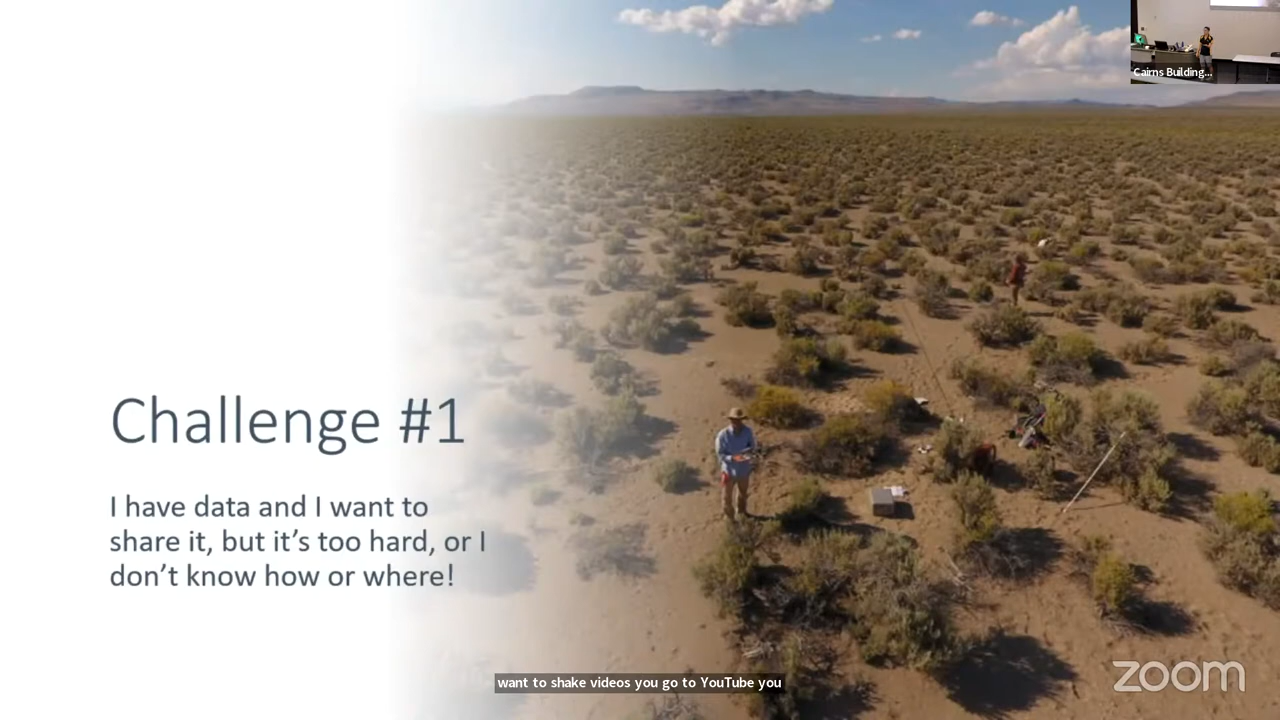 Cairns Building...
Challenge #1
I have data and I want to
share it, but it's too hard, or I
don't know how or where!
want to shake videos you go to YouTube you
zoom